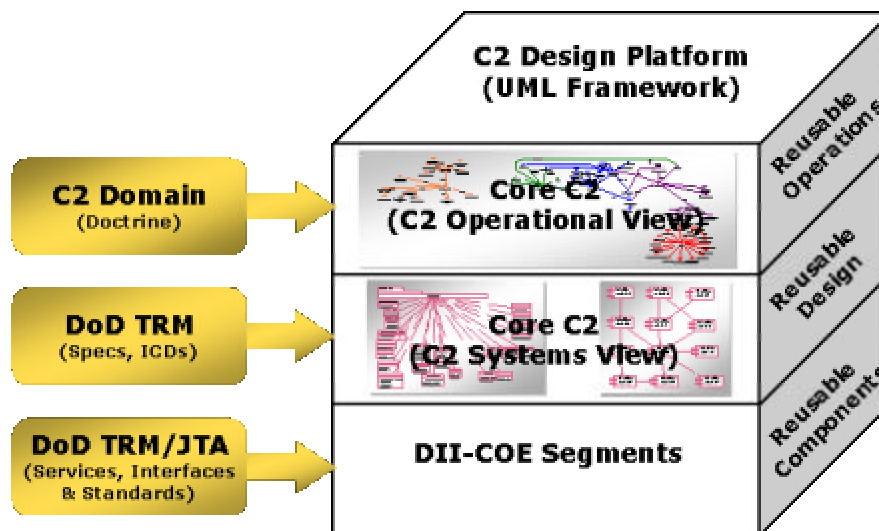 C2 Design Platform
(UML Framework)
C2 Domain
(Doctrine)
Core C2
(C2 Operational View)
Reusable
Operations
DoD TRM
(Specs, ICDs)
Core C2
(C2 Systems View)
Reusable
Design
DoD TRM/JTA
(Services, Interfaces
& Standards)
DII-COE Segments
Reusable
Components